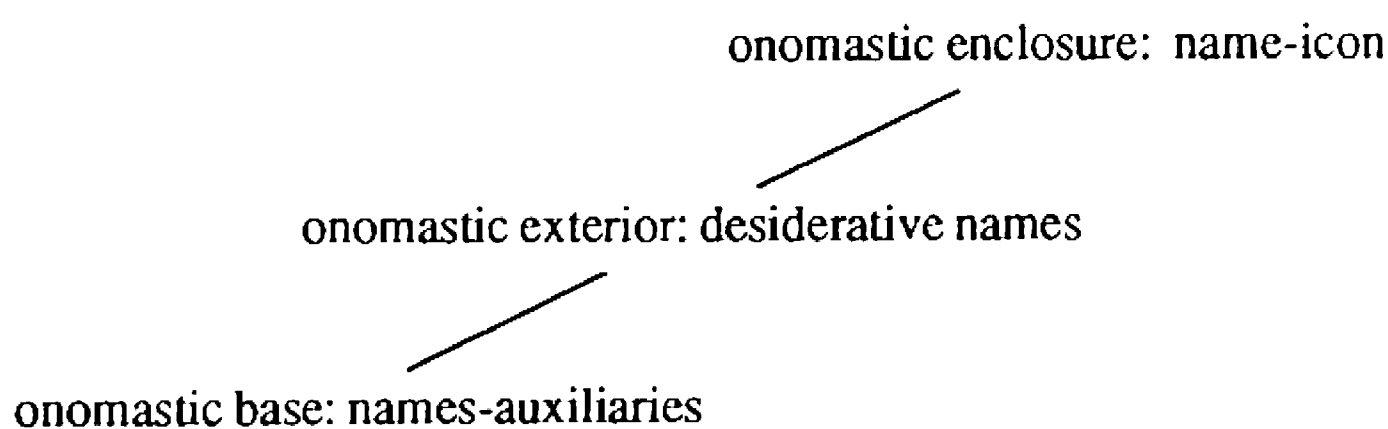 onomastic enclosure: name-icon
onomastic exterior: desiderative names
onomastic base: names-auxiliaries